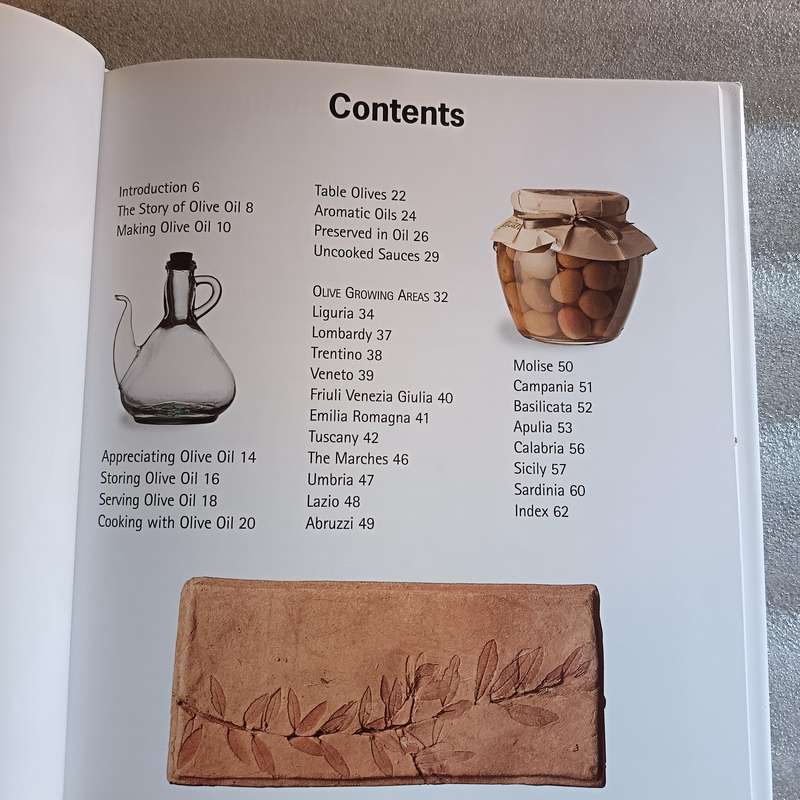 Contents
Introduction 6
The Story of Olive Oil 8
Making Olive Oil 10
Appreciating Olive Oil 14
Storing Olive Oil 16
Serving Olive Oil 18
Cooking with Olive Oil 20
Table Olives 22
Aromatic Oils 24
Preserved in Oil 26
Uncooked Sauces 29
OLIVE GROWING AREAS 32
Liguria 34
Lombardy 37
Trentino 38
Veneto 39
Friuli Venezia Giulia 40
Emilia Romagna 41
Tuscany 42
The Marches 46
Umbria 47
Lazio 48
Abruzzi 49
Molise 50
Campania 51
Basilicata 52
Apulia 53
Calabria 56
Sicily 57
Sardinia 60
Index 62